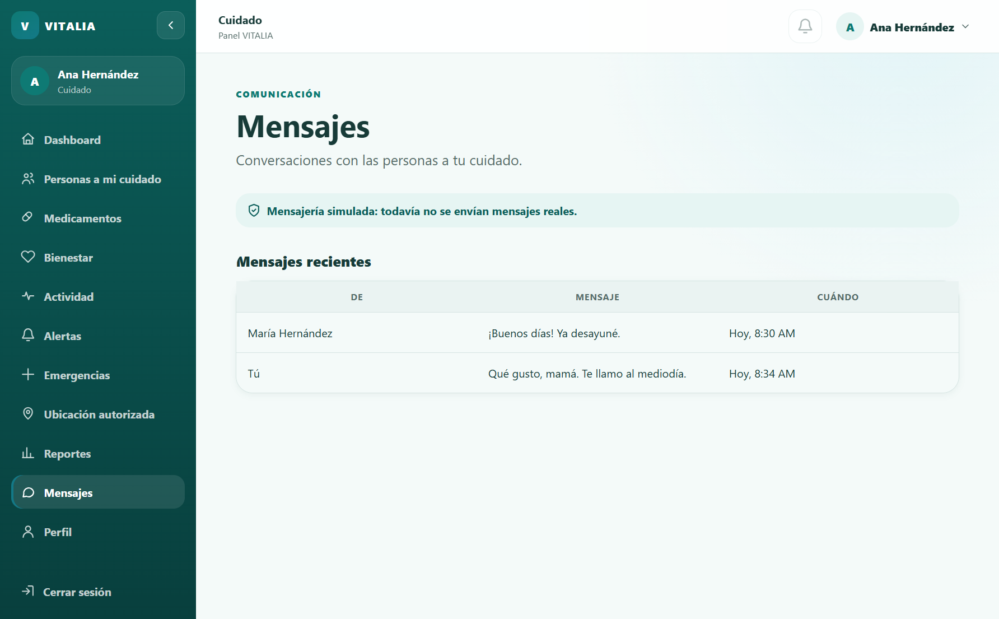 V VITALIA
A Ana Hernández
Cuidado
Dashboard
Personas a mi cuidado
Medicamentos
Bienestar
Actividad
Alertas
Emergencias
Ubicación autorizada
Reportes
Mensajes
Perfil
Cerrar sesión
Cuidado
Panel VITALIA
A Ana Hernández
COMUNICACIÓN
Mensajes
Conversaciones con las personas a tu cuidado.
Mensajería simulada: todavía no se envían mensajes reales.
Mensajes recientes
DE MENSAJE CUÁNDO
María Hernández ¡Buenos días! Ya desayuné. Hoy, 8:30 AM
Tú Qué gusto, mamá. Te llamo al mediodía. Hoy, 8:34 AM